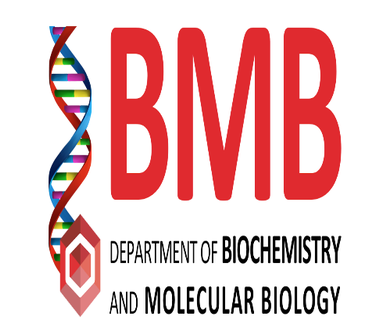 BMB
DEPARTMENT OF BIOCHEMISTRY
AND MOLECULAR BIOLOGY